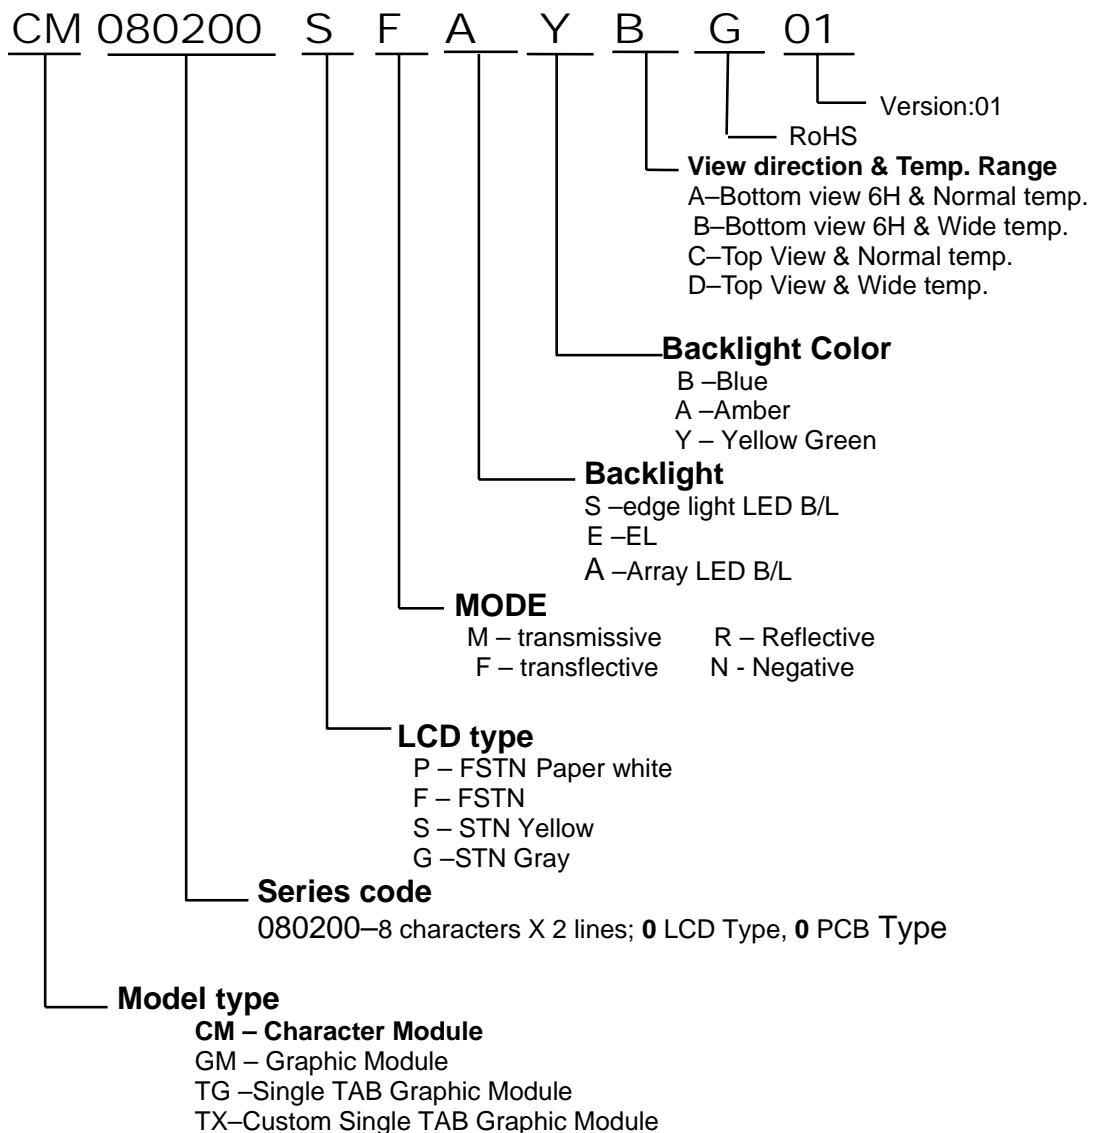 CM 080200 S F A Y B G 01
Version:01
RoHS
View direction & Temp. Range
A–Bottom view 6H & Normal temp.
B–Bottom view 6H & Wide temp.
C–Top View & Normal temp.
D–Top View & Wide temp.
Backlight Color
B –Blue
A –Amber
Y – Yellow Green
Backlight
S –edge light LED B/L
E –EL
A –Array LED B/L
MODE
M – transmissive R – Reflective
F – transflective N - Negative
LCD type
P – FSTN Paper white
F – FSTN
S – STN Yellow
G –STN Gray
Series code
080200–8 characters X 2 lines; 0 LCD Type, 0 PCB Type
Model type
CM – Character Module
GM – Graphic Module
TG –Single TAB Graphic Module
TX–Custom Single TAB Graphic Module